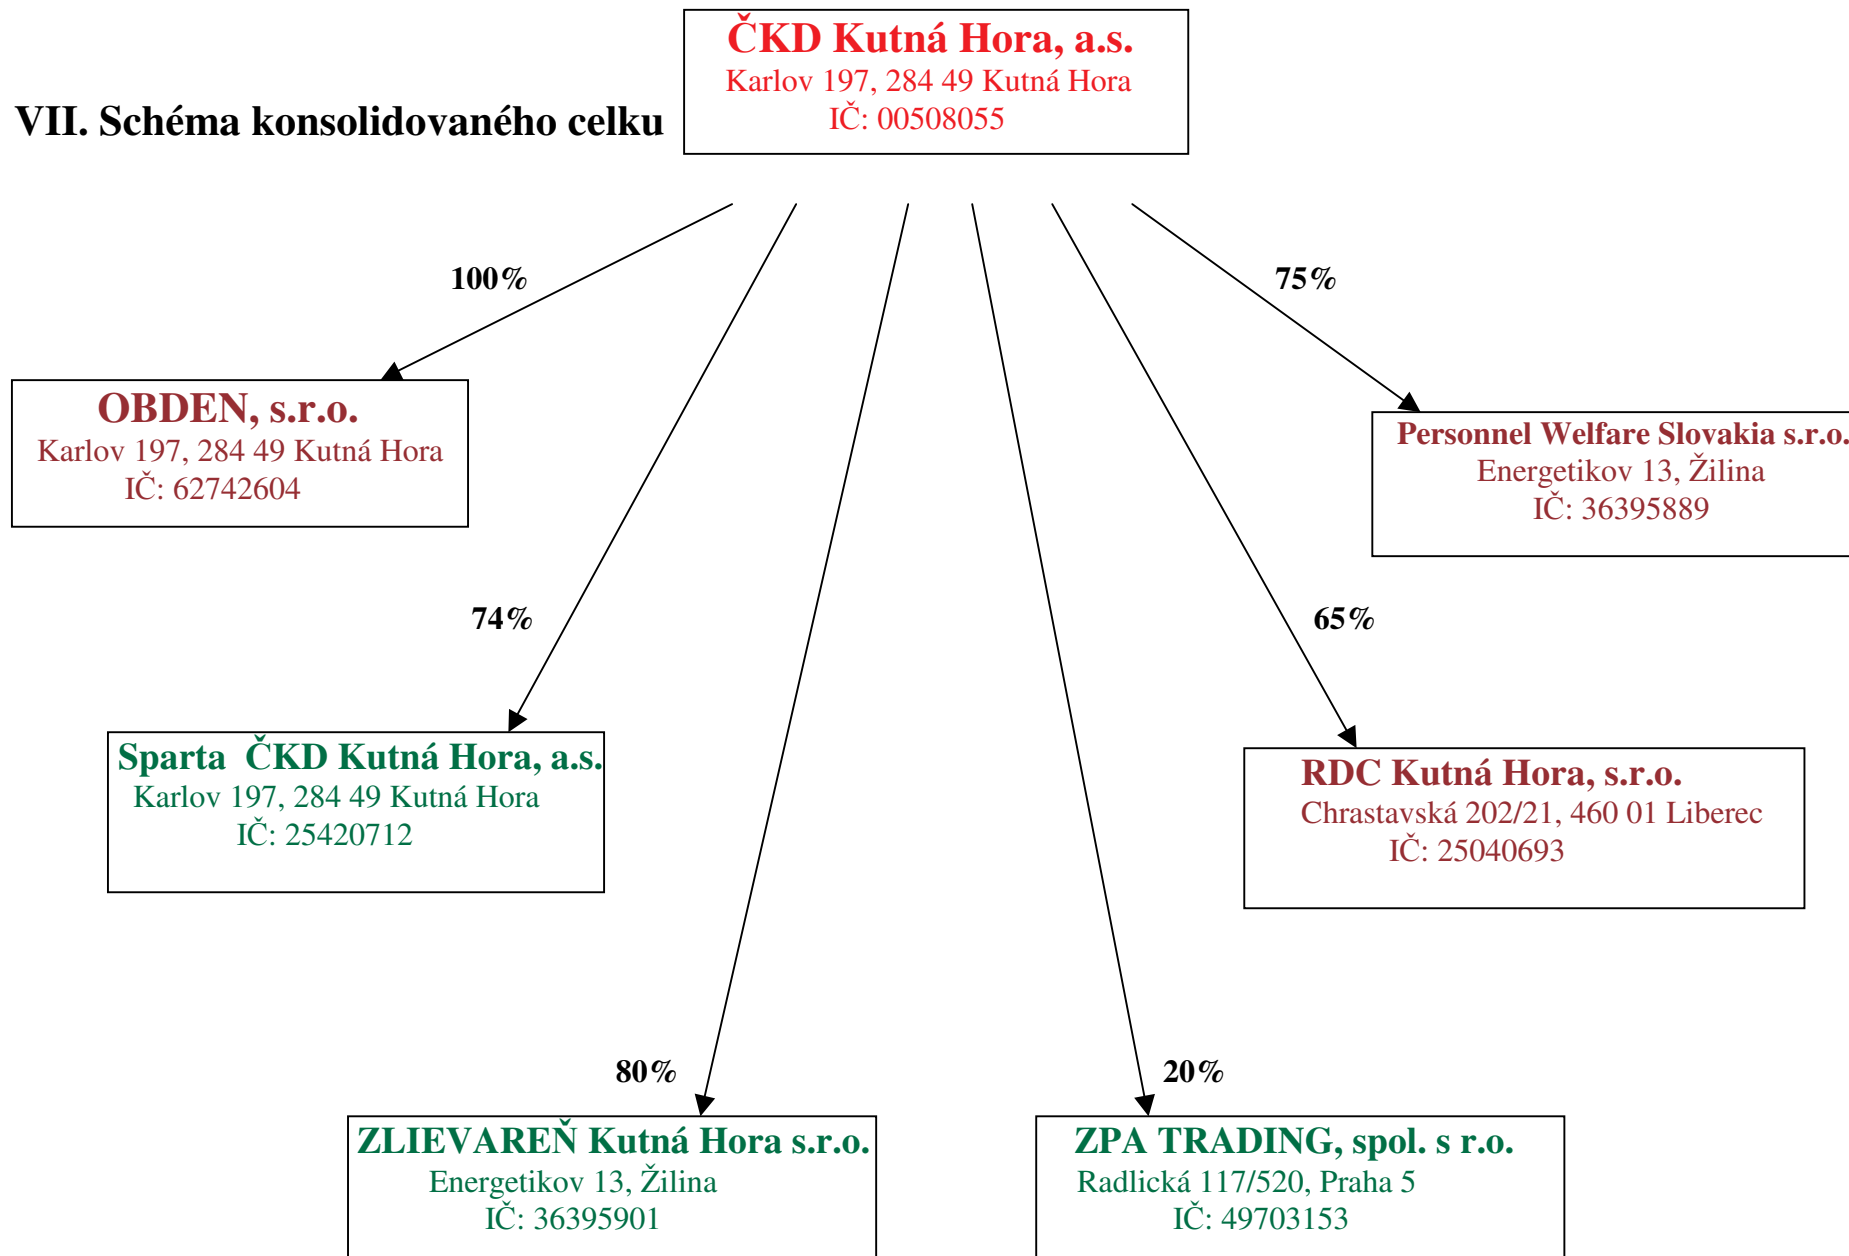 ČKD Kutná Hora, a.s.
Karlov 197, 284 49 Kutná Hora
IČ: 00508055
VII. Schéma konsolidovaného celku
100%
75%
OBDEN, s.r.o.
Karlov 197, 284 49 Kutná Hora
IČ: 62742604
Personnel Welfare Slovakia s.r.o.
Energetikov 13, Žilina
IČ: 36395889
74%
65%
Sparta ČKD Kutná Hora, a.s.
Karlov 197, 284 49 Kutná Hora
IČ: 25420712
RDC Kutná Hora, s.r.o.
Chrastavská 202/21, 460 01 Liberec
IČ: 25040693
80%
20%
ZLIEVAREŇ Kutná Hora s.r.o.
Energetikov 13, Žilina
IČ: 36395901
ZPA TRADING, spol. s r.o.
Radlická 117/520, Praha 5
IČ: 49703153